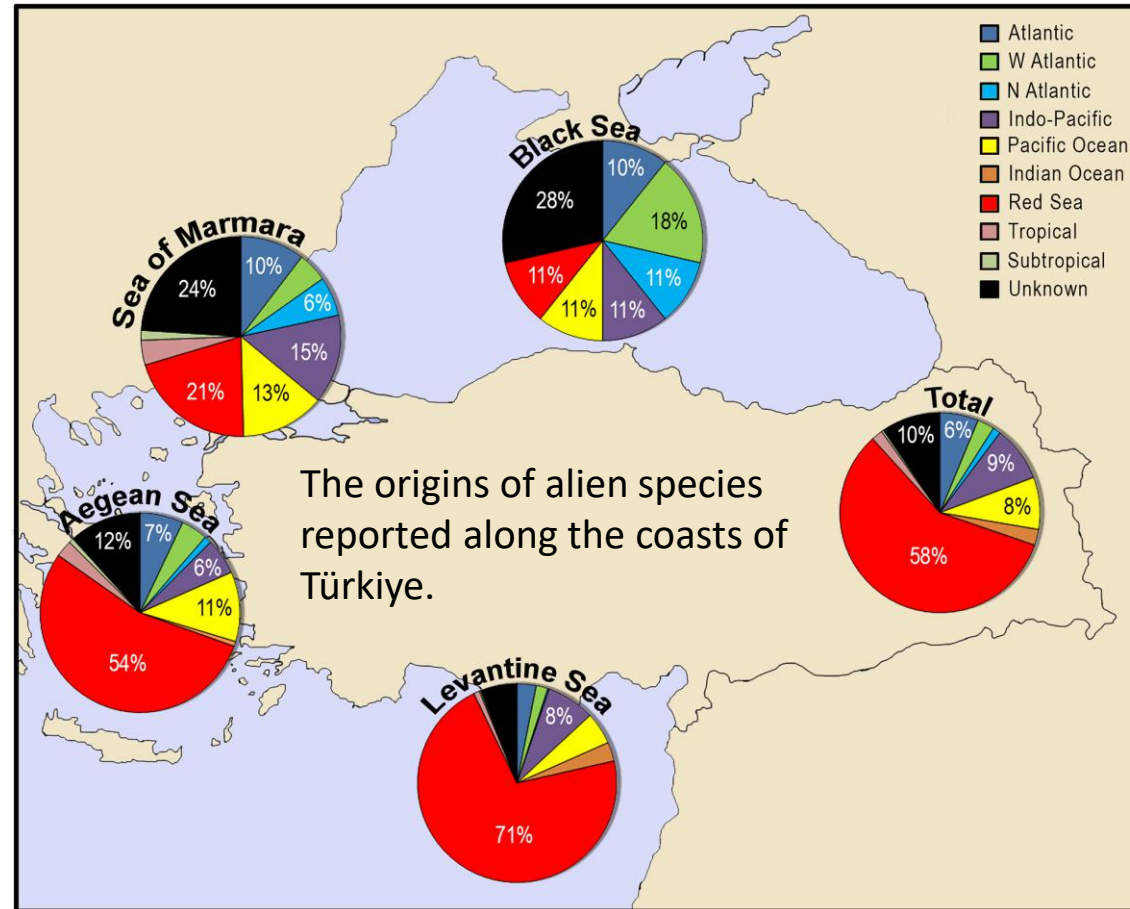 Atlantic
W Atlantic
N Atlantic
Indo-Pacific
Pacific Ocean
Indian Ocean
Red Sea
Tropical
Subtropical
Unknown
Black Sea
10%
18%
11%
11%
11%
11%
28%
Sea of Marmara
10%
6%
15%
13%
21%
24%
Total
6%
9%
8%
58%
10%
The origins of alien species
reported along the coasts of
Türkiye.
Aegean Sea
7%
6%
11%
54%
12%
Levantine Sea
8%
71%